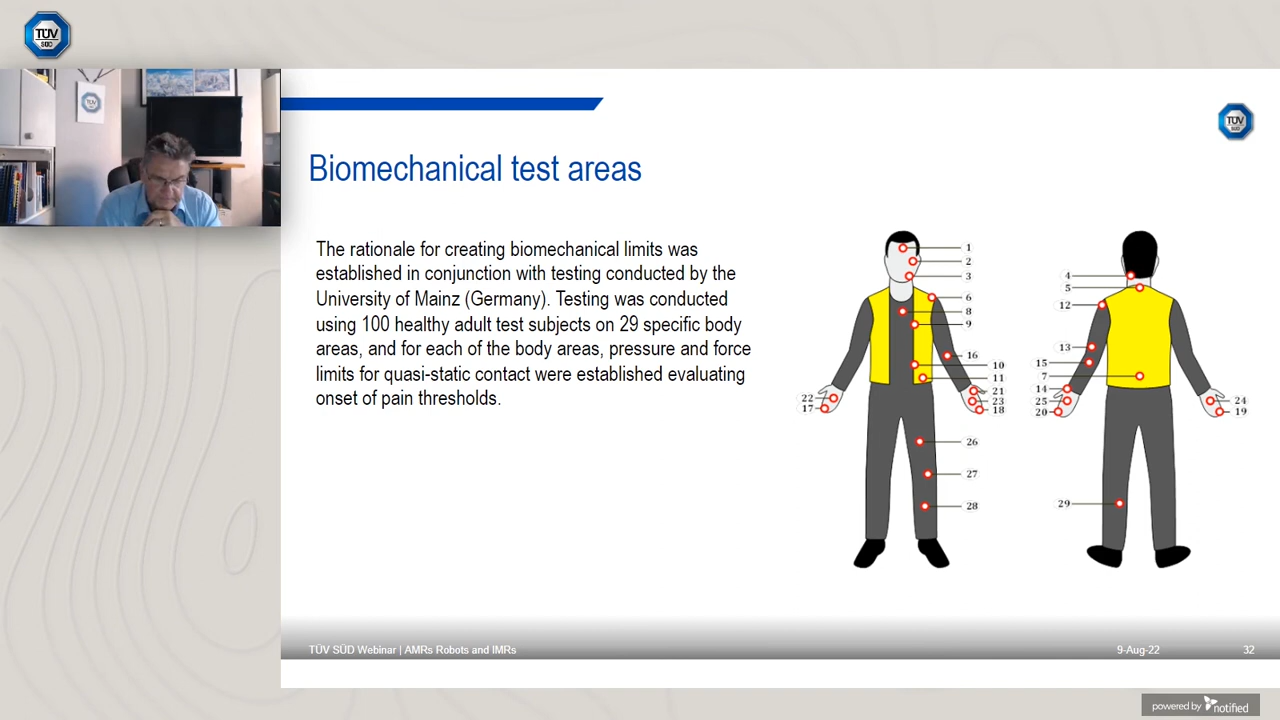 TÜV
SÜD
TÜV
SÜD
Biomechanical test areas
The rationale for creating biomechanical limits was
established in conjunction with testing conducted by the
University of Mainz (Germany). Testing was conducted
using 100 healthy adult test subjects on 29 specific body
areas, and for each of the body areas, pressure and force
limits for quasi-static contact were established evaluating
onset of pain thresholds.
1
2
3
6
8
9
16
10
11
21
22
23
17
18
26
27
28
4
5
12
13
15
7
14
25
24
20
19
29
TÜV SÜD Webinar | AMRs Robots and IMRs
9-Aug-22
32
powered by notified